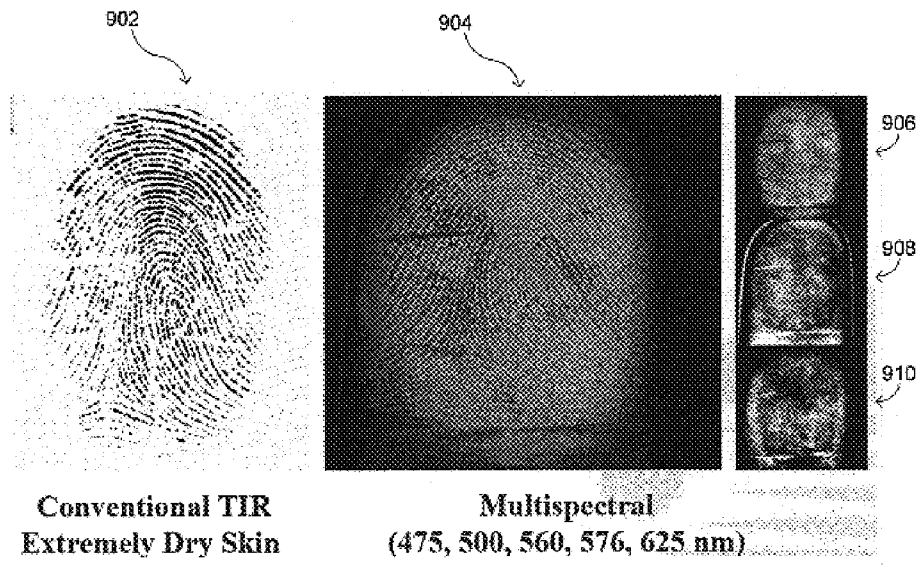 902
904
906
908
910
Conventional TIR
Extremely Dry Skin
Multispectral
(475, 500, 560, 576, 625 nm)